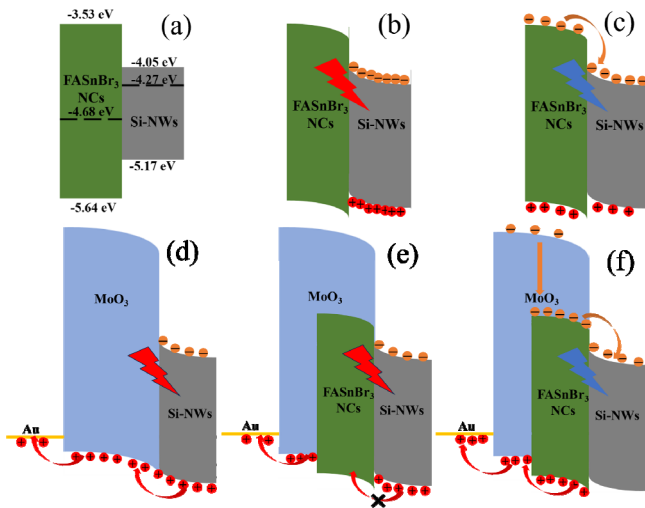 (a)
-3.53 eV
-4.05 eV
-4.27 eV
FASnBr3
NCs
-4.68 eV
Si-NWs
-5.17 eV
-5.64 eV
(b)
FASnBr3
NCs
Si-NWs
(c)
FASnBr3
NCs
Si-NWs
(d)
MoO3
Si-NWs
Au
(e)
MoO3
FASnBr3
NCs
Si-NWs
Au
(f)
MoO3
FASnBr3
NCs
Si-NWs
Au